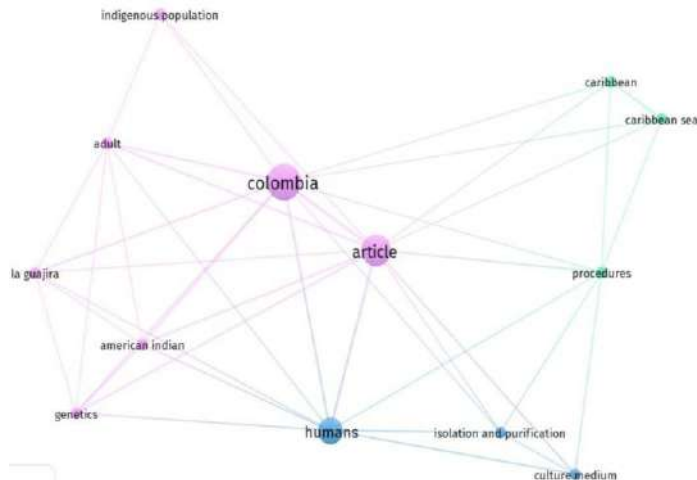 indigenous population
caribbean
caribbean sea
adult
colombia
article
la guajira
procedures
american indian
genetics
humans
isolation and purification
culture medium